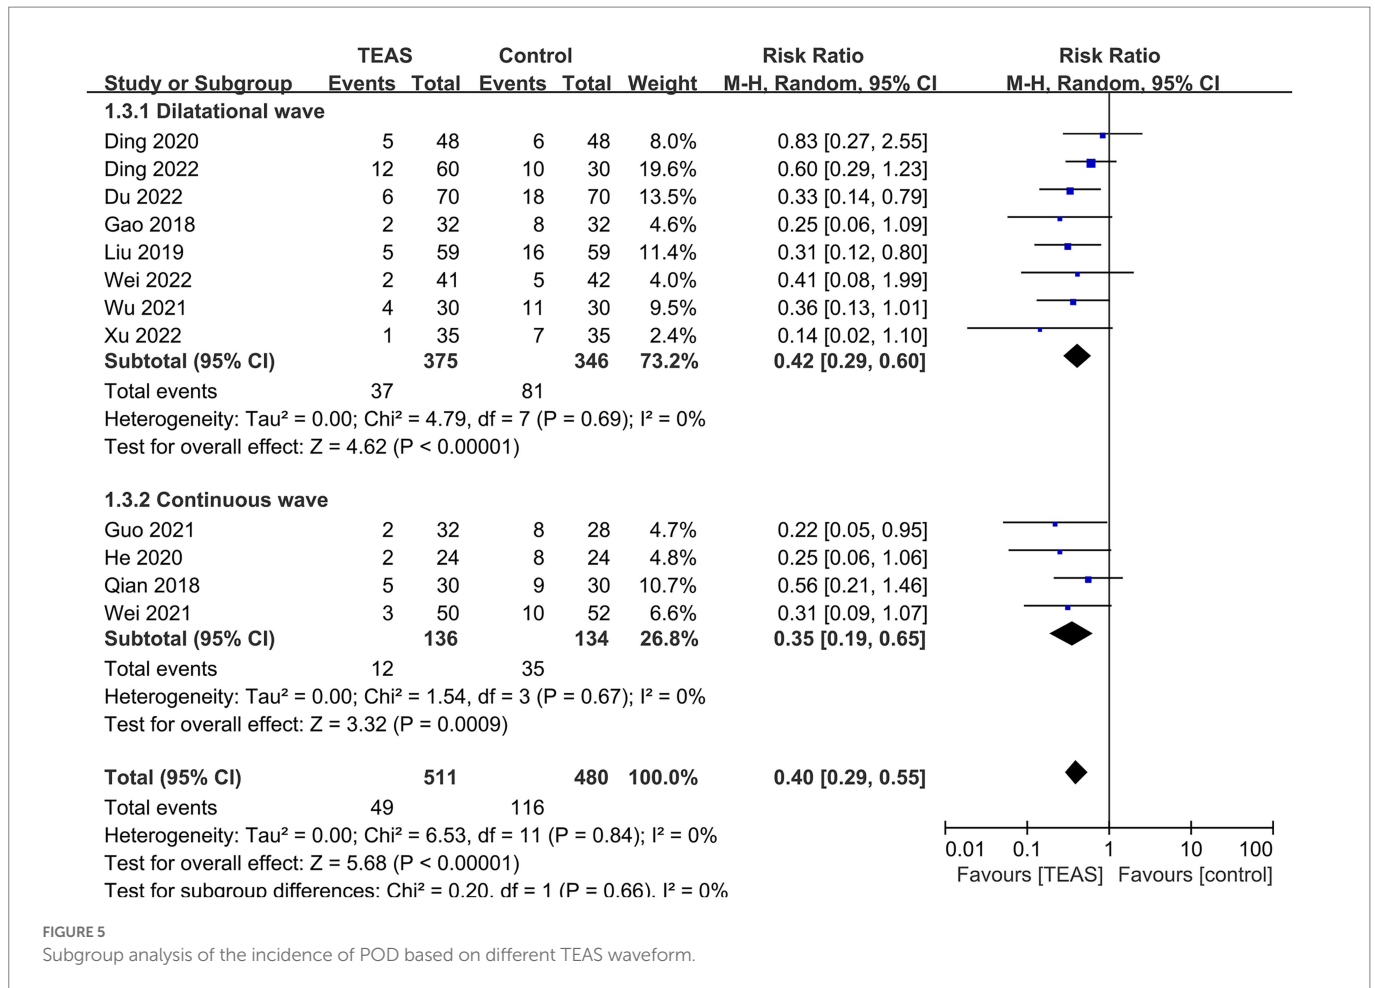 TEAS Control Risk Ratio Risk Ratio
Study or Subgroup Events Total Events Total Weight M-H, Random, 95% CI M-H, Random, 95% CI
1.3.1 Dilatational wave
Ding 2020 5 48 6 48 8.0% 0.83 [0.27, 2.55]
Ding 2022 12 60 10 30 19.6% 0.60 [0.29, 1.23]
Du 2022 6 70 18 70 13.5% 0.33 [0.14, 0.79]
Gao 2018 2 32 8 32 4.6% 0.25 [0.06, 1.09]
Liu 2019 5 59 16 59 11.4% 0.31 [0.12, 0.80]
Wei 2022 2 41 5 42 4.0% 0.41 [0.08, 1.99]
Wu 2021 4 30 11 30 9.5% 0.36 [0.13, 1.01]
Xu 2022 1 35 7 35 2.4% 0.14 [0.02, 1.10]
Subtotal (95% CI) 375 346 73.2% 0.42 [0.29, 0.60]
Total events 37 81
Heterogeneity: Tau² = 0.00; Chi² = 4.79, df = 7 (P = 0.69); I² = 0%
Test for overall effect: Z = 4.62 (P < 0.00001)
1.3.2 Continuous wave
Guo 2021 2 32 8 28 4.7% 0.22 [0.05, 0.95]
He 2020 2 24 8 24 4.8% 0.25 [0.06, 1.06]
Qian 2018 5 30 9 30 10.7% 0.56 [0.21, 1.46]
Wei 2021 3 50 10 52 6.6% 0.31 [0.09, 1.07]
Subtotal (95% CI) 136 134 26.8% 0.35 [0.19, 0.65]
Total events 12 35
Heterogeneity: Tau² = 0.00; Chi² = 1.54, df = 3 (P = 0.67); I² = 0%
Test for overall effect: Z = 3.32 (P = 0.0009)
Total (95% CI) 511 480 100.0% 0.40 [0.29, 0.55]
Total events 49 116
Heterogeneity: Tau² = 0.00; Chi² = 6.53, df = 11 (P = 0.84); I² = 0%
Test for overall effect: Z = 5.68 (P < 0.00001)
Test for subgroup differences: Chi² = 0.20, df = 1 (P = 0.66), I² = 0%
0.01 0.1 1 10 100
Favours [TEAS] Favours [control]
FIGURE 5
Subgroup analysis of the incidence of POD based on different TEAS waveform.